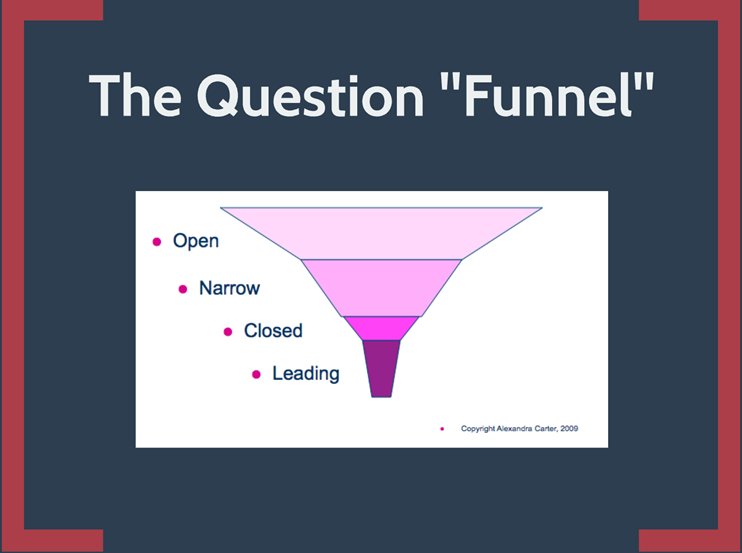 The Question "Funnel"
Open
Narrow
Closed
Leading
Copyright Alexandra Carter, 2009